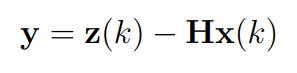 y = z(k) − Hx(k)